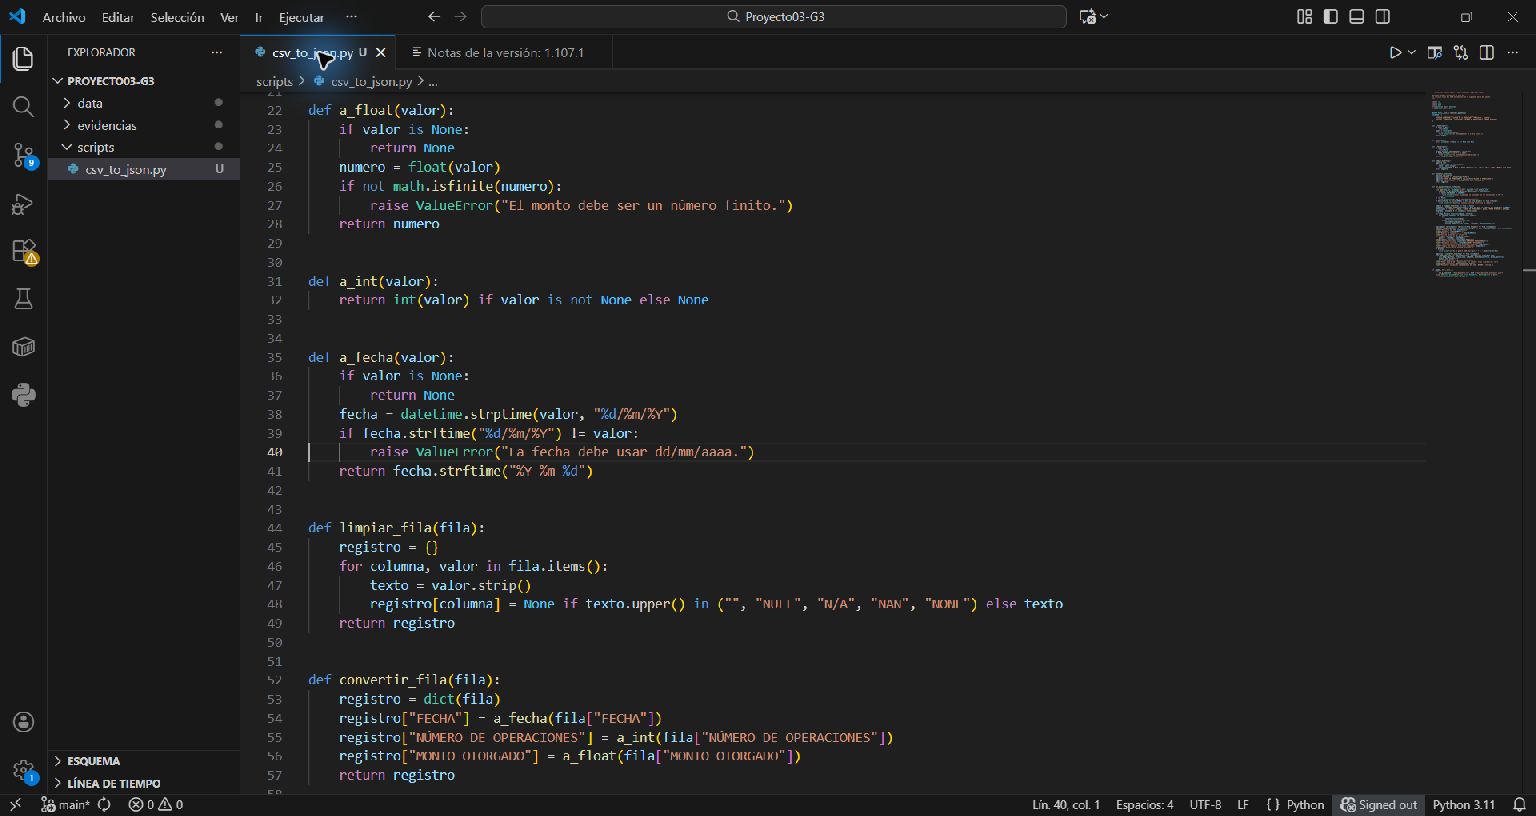 Archivo Editar Selección Ver Ir Ejecutar ···
Proyecto03-G3
EXPLORADOR ···
PROYECTO03-G3
data
evidencias
scripts
csv_to_json.py U
ESQUEMA
LÍNEA DE TIEMPO
csv_to_json.py U
Notas de la versión: 1.107.1
scripts > csv_to_json.py > ...
21
22 def a_float(valor):
23 if valor is None:
24 return None
25 numero = float(valor)
26 if not math.isfinite(numero):
27 raise ValueError("El monto debe ser un número finito.")
28 return numero
29
30
31 def a_int(valor):
32 return int(valor) if valor is not None else None
33
34
35 def a_fecha(valor):
36 if valor is None:
37 return None
38 fecha = datetime.strptime(valor, "%d/%m/%Y")
39 if fecha.strftime("%d/%m/%Y") != valor:
40 raise ValueError("La fecha debe usar dd/mm/aaaa.")
41 return fecha.strftime("%Y-%m-%d")
42
43
44 def limpiar_fila(fila):
45 registro = {}
46 for columna, valor in fila.items():
47 texto = valor.strip()
48 registro[columna] = None if texto.upper() in ("", "NULL", "N/A", "NAN", "NONE") else texto
49 return registro
50
51
52 def convertir_fila(fila):
53 registro = dict(fila)
54 registro["FECHA"] = a_fecha(fila["FECHA"])
55 registro["NÚMERO DE OPERACIONES"] = a_int(fila["NÚMERO DE OPERACIONES"])
56 registro["MONTO OTORGADO"] = a_float(fila["MONTO OTORGADO"])
57 return registro
58
9
1
main* 0 0
Lín. 40, col. 1 Espacios: 4 UTF-8 LF { } Python Signed out Python 3.11